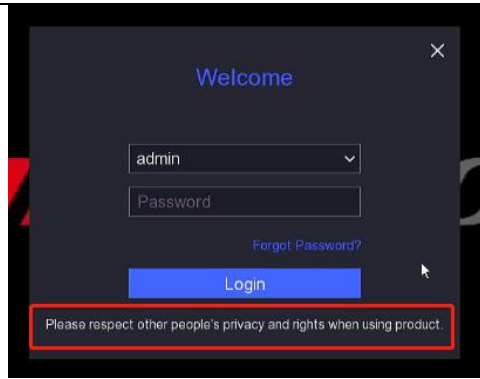 Welcome
admin
Password
Forgot Password?
Login
Please respect other people's privacy and rights when using product.